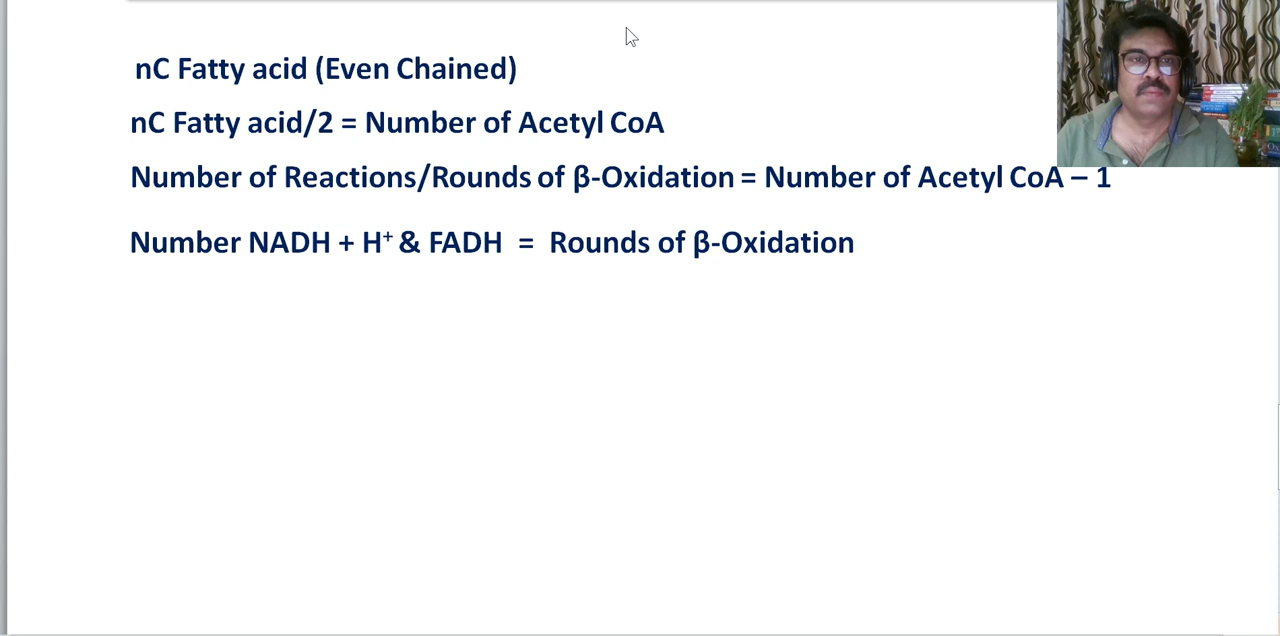 nC Fatty acid (Even Chained)
nC Fatty acid/2 = Number of Acetyl CoA
Number of Reactions/Rounds of β-Oxidation = Number of Acetyl CoA – 1
Number NADH + H⁺ & FADH = Rounds of β-Oxidation